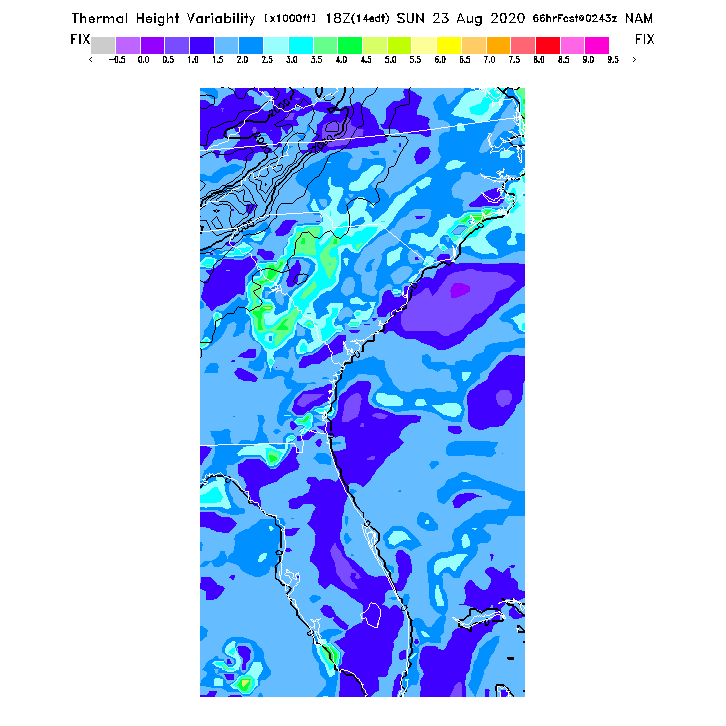 Thermal Height Variability [x1000ft] 18Z(14edt) SUN 23 Aug 2020 66hrFcst@0243z NAM
FIX FIX
< -0.5 0.0 0.5 1.0 1.5 2.0 2.5 3.0 3.5 4.0 4.5 5.0 5.5 6.0 6.5 7.0 7.5 8.0 8.5 9.0 9.5 >